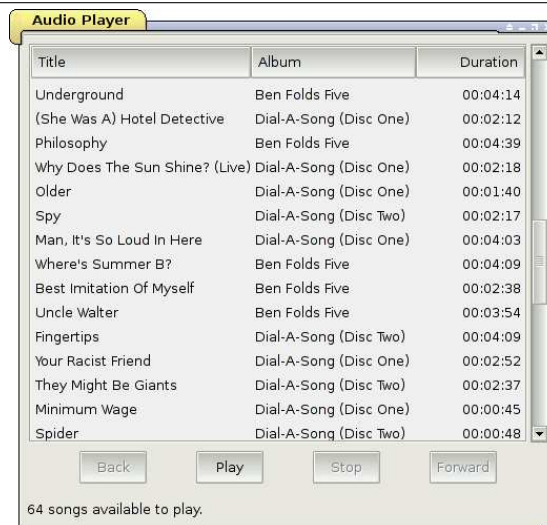 Audio Player
Title Album Duration
Underground Ben Folds Five 00:04:14
(She Was A) Hotel Detective Dial-A-Song (Disc One) 00:02:12
Philosophy Ben Folds Five 00:04:39
Why Does The Sun Shine? (Live) Dial-A-Song (Disc One) 00:02:18
Older Dial-A-Song (Disc One) 00:01:40
Spy Dial-A-Song (Disc Two) 00:02:17
Man, It's So Loud In Here Dial-A-Song (Disc One) 00:04:03
Where's Summer B? Ben Folds Five 00:04:09
Best Imitation Of Myself Ben Folds Five 00:02:38
Uncle Walter Ben Folds Five 00:03:54
Fingertips Dial-A-Song (Disc Two) 00:04:09
Your Racist Friend Dial-A-Song (Disc One) 00:02:52
They Might Be Giants Dial-A-Song (Disc Two) 00:02:37
Minimum Wage Dial-A-Song (Disc One) 00:00:45
Spider Dial-A-Song (Disc Two) 00:00:48
Back Play Stop Forward
64 songs available to play.